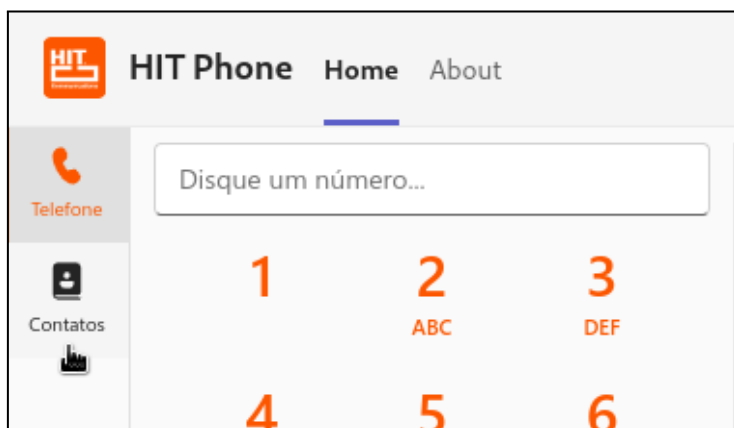 HIT
HIT Phone Home About
Telefone
Disque um número...
Contatos
1 2 3
ABC DEF
4 5 6